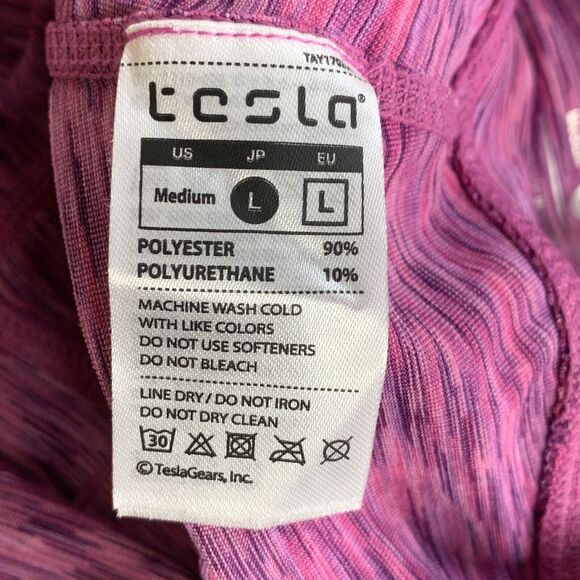 tesla®
US JP EU
Medium L L
POLYESTER 90%
POLYURETHANE 10%
MACHINE WASH COLD
WITH LIKE COLORS
DO NOT USE SOFTENERS
DO NOT BLEACH
LINE DRY / DO NOT IRON
DO NOT DRY CLEAN
30
© TeslaGears, Inc.